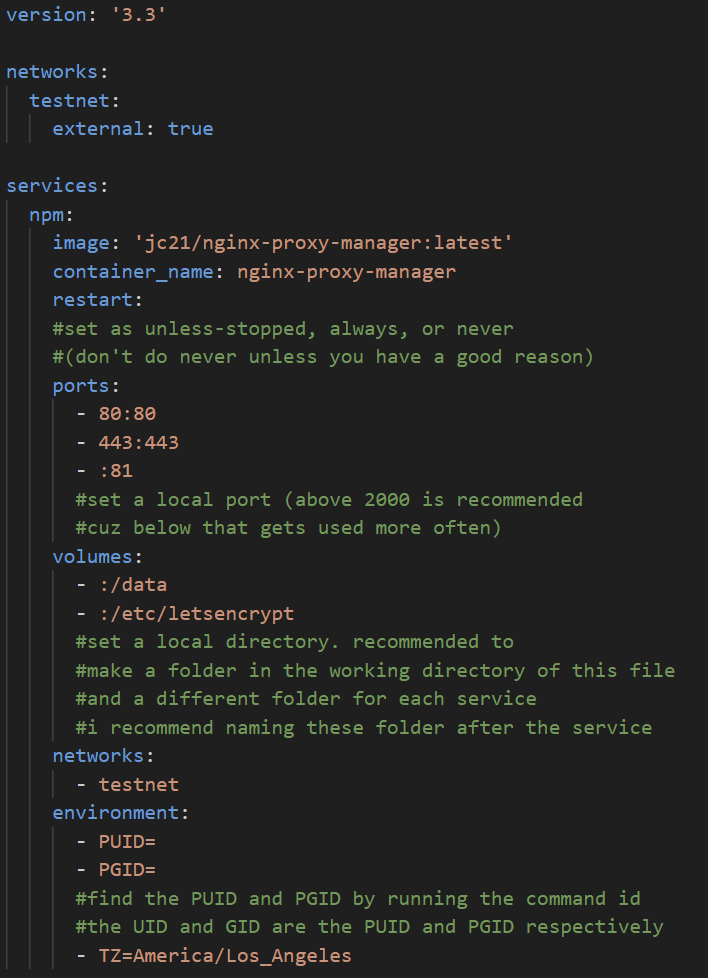 version: '3.3'
networks:
testnet:
external: true
services:
npm:
image: 'jc21/nginx-proxy-manager:latest'
container_name: nginx-proxy-manager
restart:
#set as unless-stopped, always, or never
#(don't do never unless you have a good reason)
ports:
- 80:80
- 443:443
- :81
#set a local port (above 2000 is recommended
#cuz below that gets used more often)
volumes:
- :/data
- :/etc/letsencrypt
#set a local directory. recommended to
#make a folder in the working directory of this file
#and a different folder for each service
#i recommend naming these folder after the service
networks:
- testnet
environment:
- PUID=
- PGID=
#find the PUID and PGID by running the command id
#the UID and GID are the PUID and PGID respectively
- TZ=America/Los_Angeles